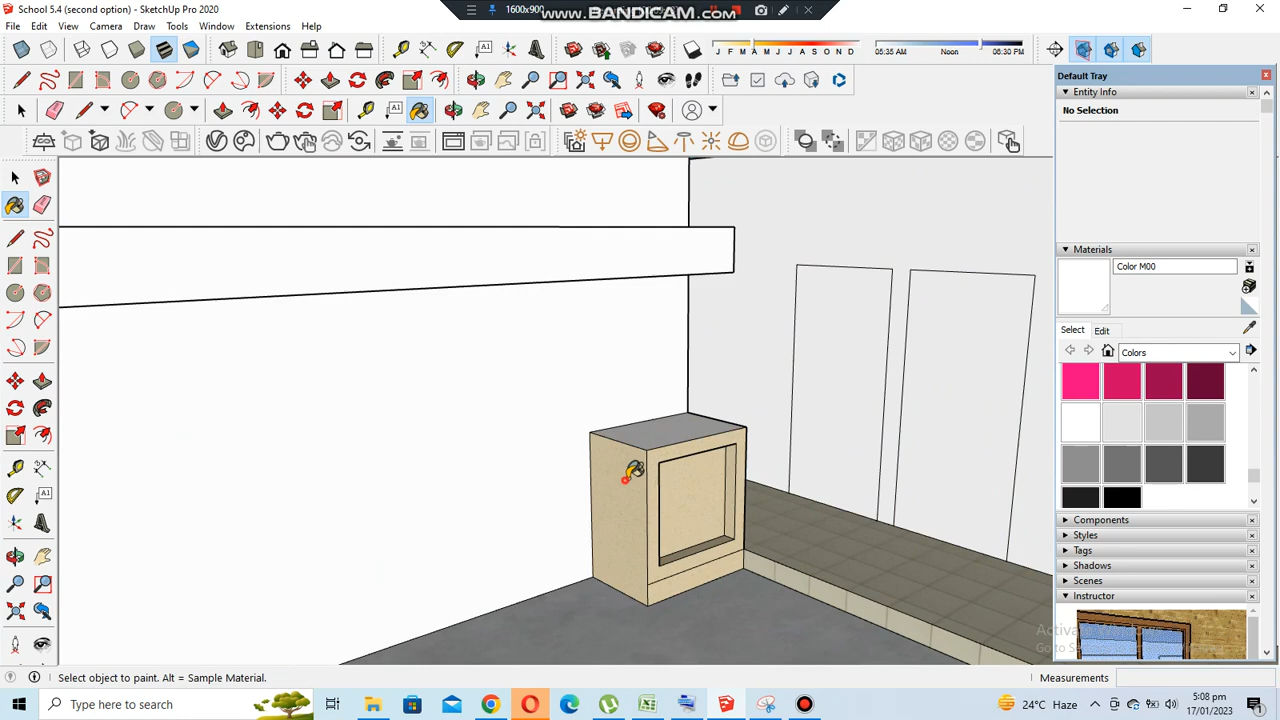 School 5.4 (second option) - SketchUp Pro 2020
1600x900
www.BANDICAM.com
File Edit View Camera Draw Tools Window Extensions Help
J F M A M J J A S O N D
05:35 AM Noon 06:30 PM
Default Tray
Entity Info
No Selection
Materials
Color M00
Select Edit
Colors
Components
Styles
Tags
Shadows
Scenes
Instructor
Select object to paint. Alt = Sample Material.
Measurements
Type here to search
24°C Haze
5:08 pm
17/01/2023